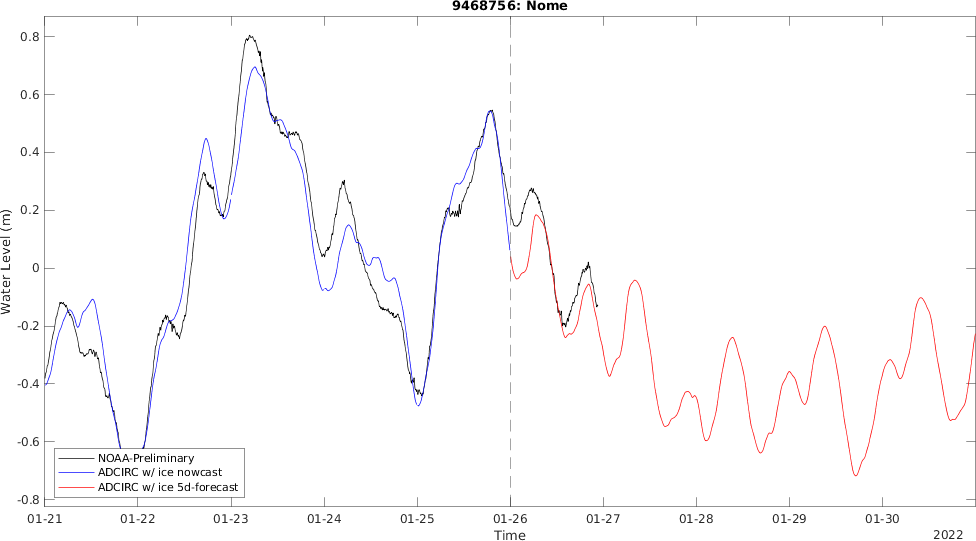 9468756: Nome
Water Level (m)
0.8
0.6
0.4
0.2
0
-0.2
-0.4
-0.6
-0.8
NOAA-Preliminary
ADCIRC w/ ice nowcast
ADCIRC w/ ice 5d-forecast
01-21 01-22 01-23 01-24 01-25 01-26 01-27 01-28 01-29 01-30
Time
2022